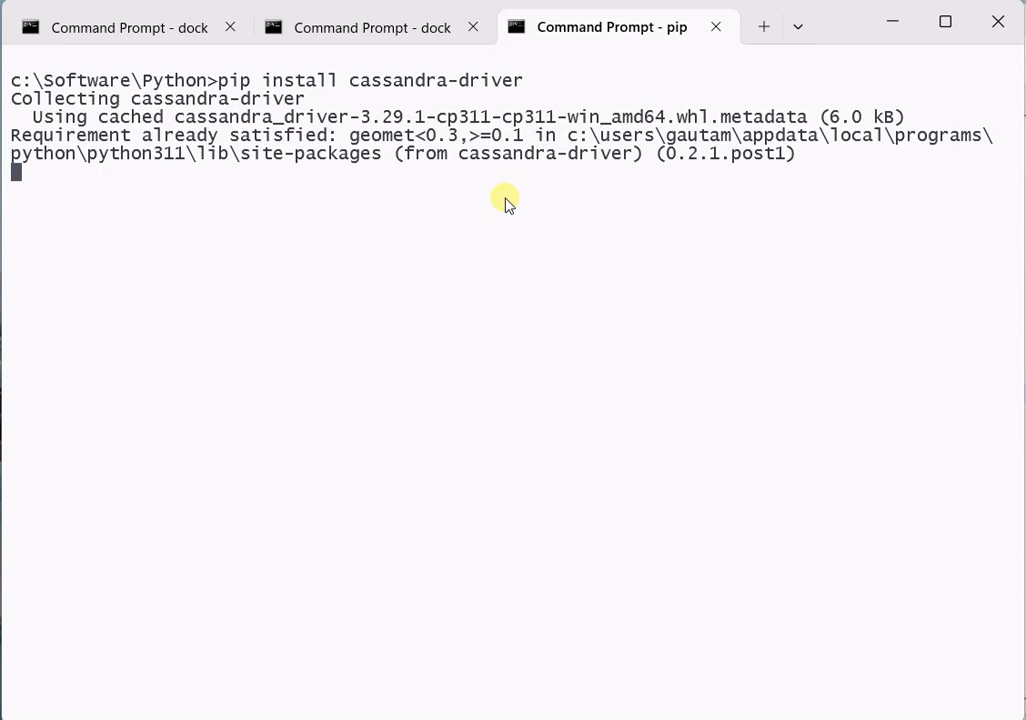 Command Prompt - dock
Command Prompt - dock
Command Prompt - pip
c:\Software\Python>pip install cassandra-driver
Collecting cassandra-driver
  Using cached cassandra_driver-3.29.1-cp311-cp311-win_amd64.whl.metadata (6.0 kB)
Requirement already satisfied: geomet<0.3,>=0.1 in c:\users\gautam\appdata\local\programs\
python\python311\lib\site-packages (from cassandra-driver) (0.2.1.post1)